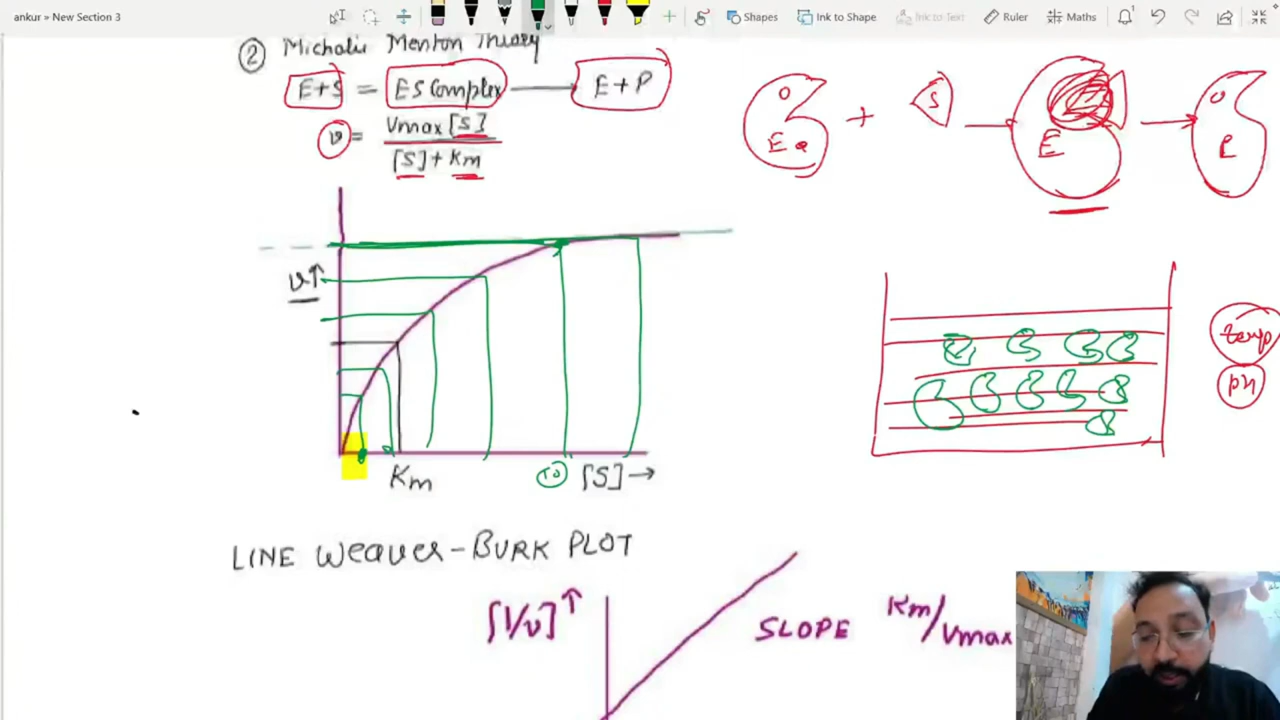 ankur » New Section 3
Shapes
Ink to Shape
Ink to Text
Ruler
Maths
② Michalis Menton Theory
E+S = ES Complex → E+P
v = Vmax [S]
[S] + Km
O
E
+
S
→
E
→
O
v↑
temp
PH
Km
10
[S] →
LINE Weaver-BURK PLOT
[1/v]↑
SLOPE Km/Vmax